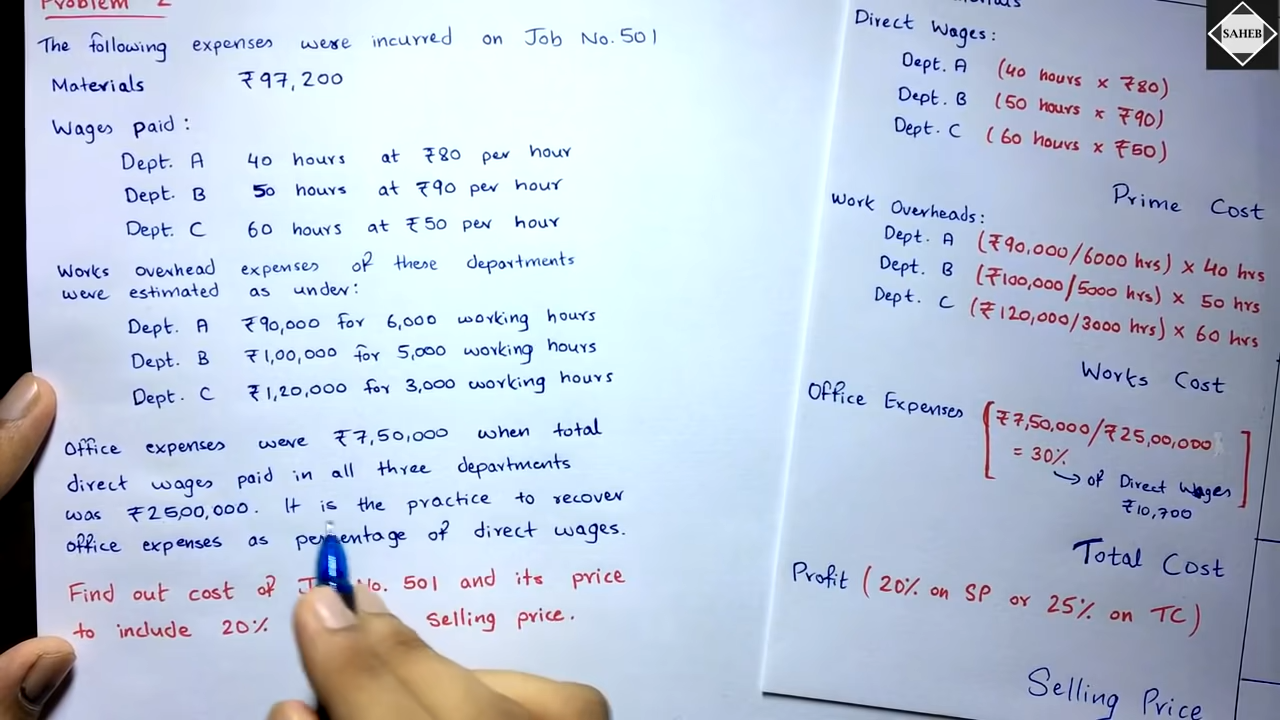 Problem 2
The following expenses were incurred on Job No. 501
Materials ₹97,200
Wages paid:
Dept. A 40 hours at ₹80 per hour
Dept. B 50 hours at ₹90 per hour
Dept. C 60 hours at ₹50 per hour
Works overhead expenses of these departments
were estimated as under:
Dept. A ₹90,000 for 6,000 working hours
Dept. B ₹1,00,000 for 5,000 working hours
Dept. C ₹1,20,000 for 3,000 working hours
Office expenses were ₹7,50,000 when total
direct wages paid in all three departments
was ₹25,00,000. It is the practice to recover
office expenses as percentage of direct wages.
Find out cost of No. 501 and its price
to include 20% selling price.
Direct Wages:
Dept. A (40 hours x ₹80)
Dept. B (50 hours x ₹90)
Dept. C (60 hours x ₹50)
Prime Cost
Work Overheads:
Dept. A (₹90,000/6000 hrs) x 40 hrs
Dept. B (₹100,000/5000 hrs) x 50 hrs
Dept. C (₹120,000/3000 hrs) x 60 hrs
Works Cost
Office Expenses [₹7,50,000/₹25,00,000
= 30%
→ of Direct Wages
₹10,700]
Total Cost
Profit (20% on SP or 25% on TC)
Selling Price
SAHEB